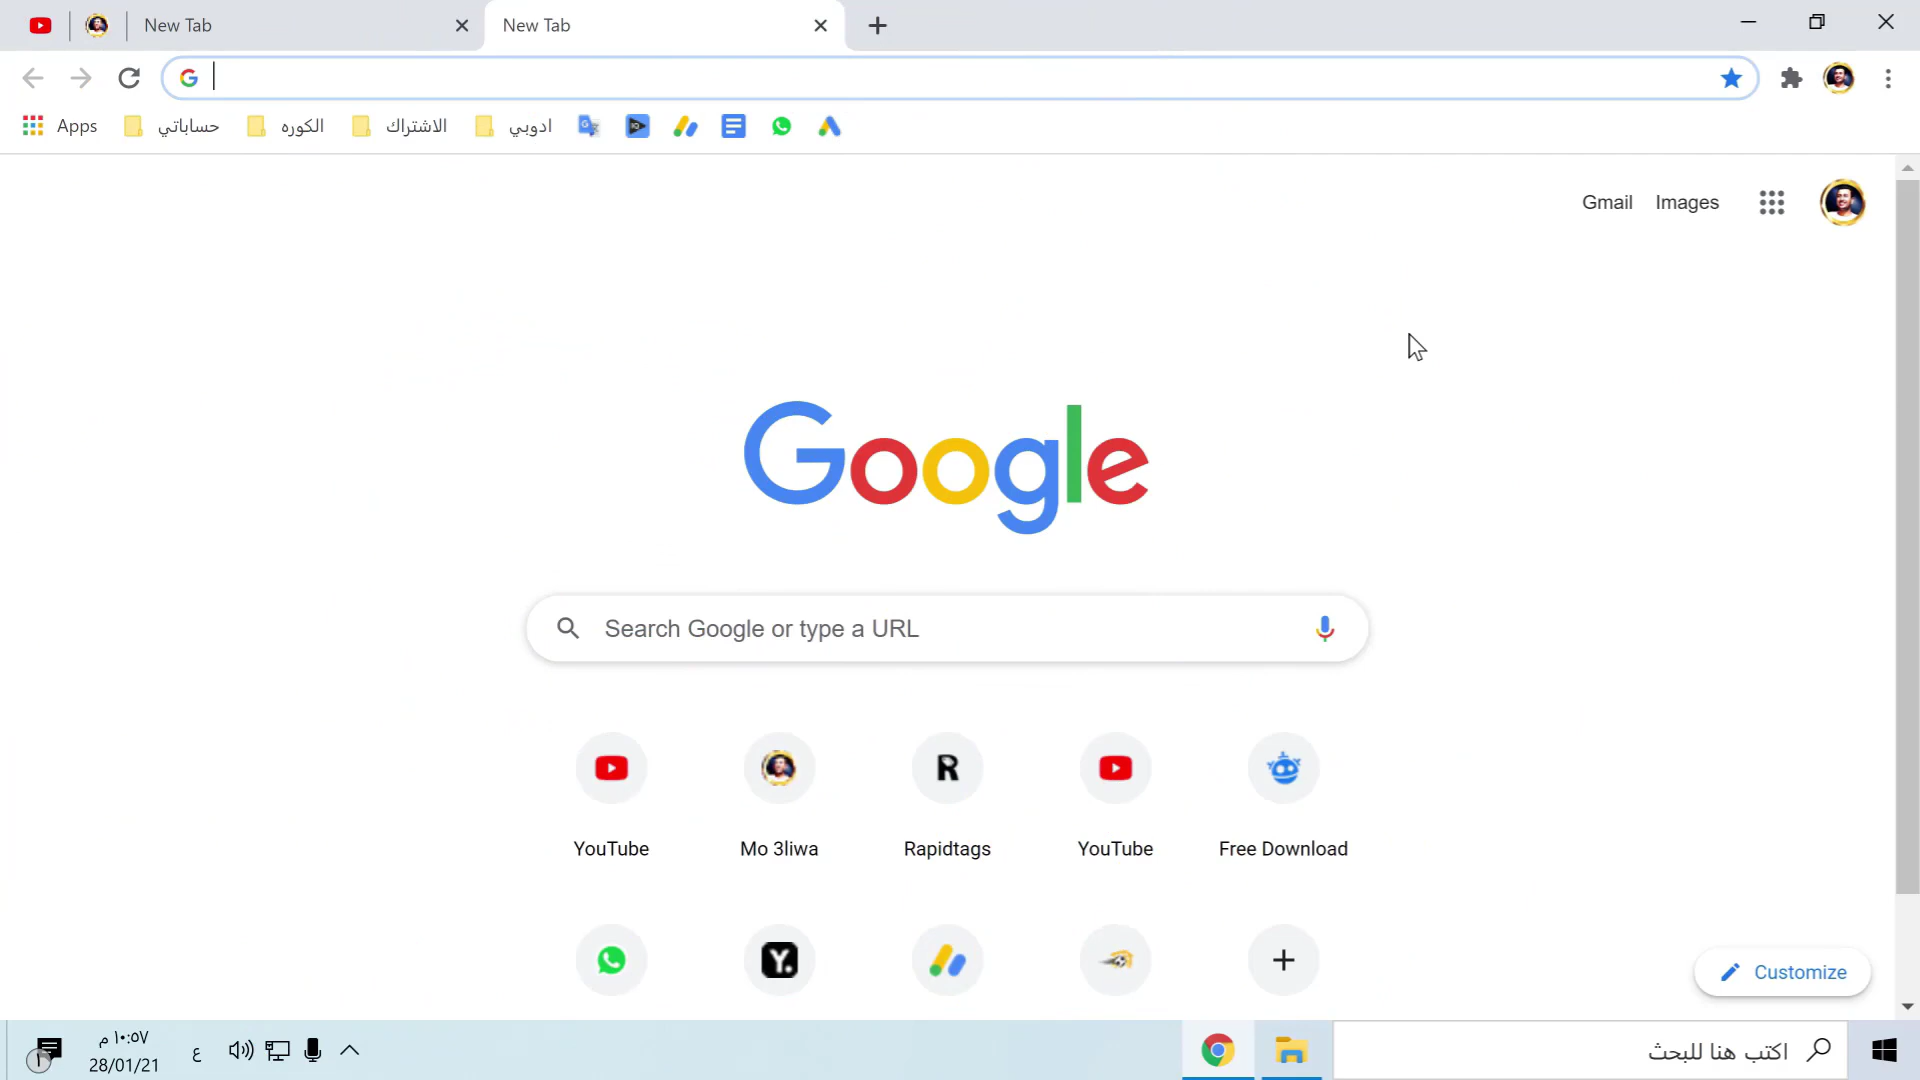 New Tab
New Tab
Apps
حساباتي
الكوره
الاشتراك
ادوبي
Gmail
Images
Google
Search Google or type a URL
YouTube
Mo 3liwa
Rapidtags
YouTube
Free Download
Customize
١٠:٥٧ م
28/01/21
ع
اكتب هنا للبحث